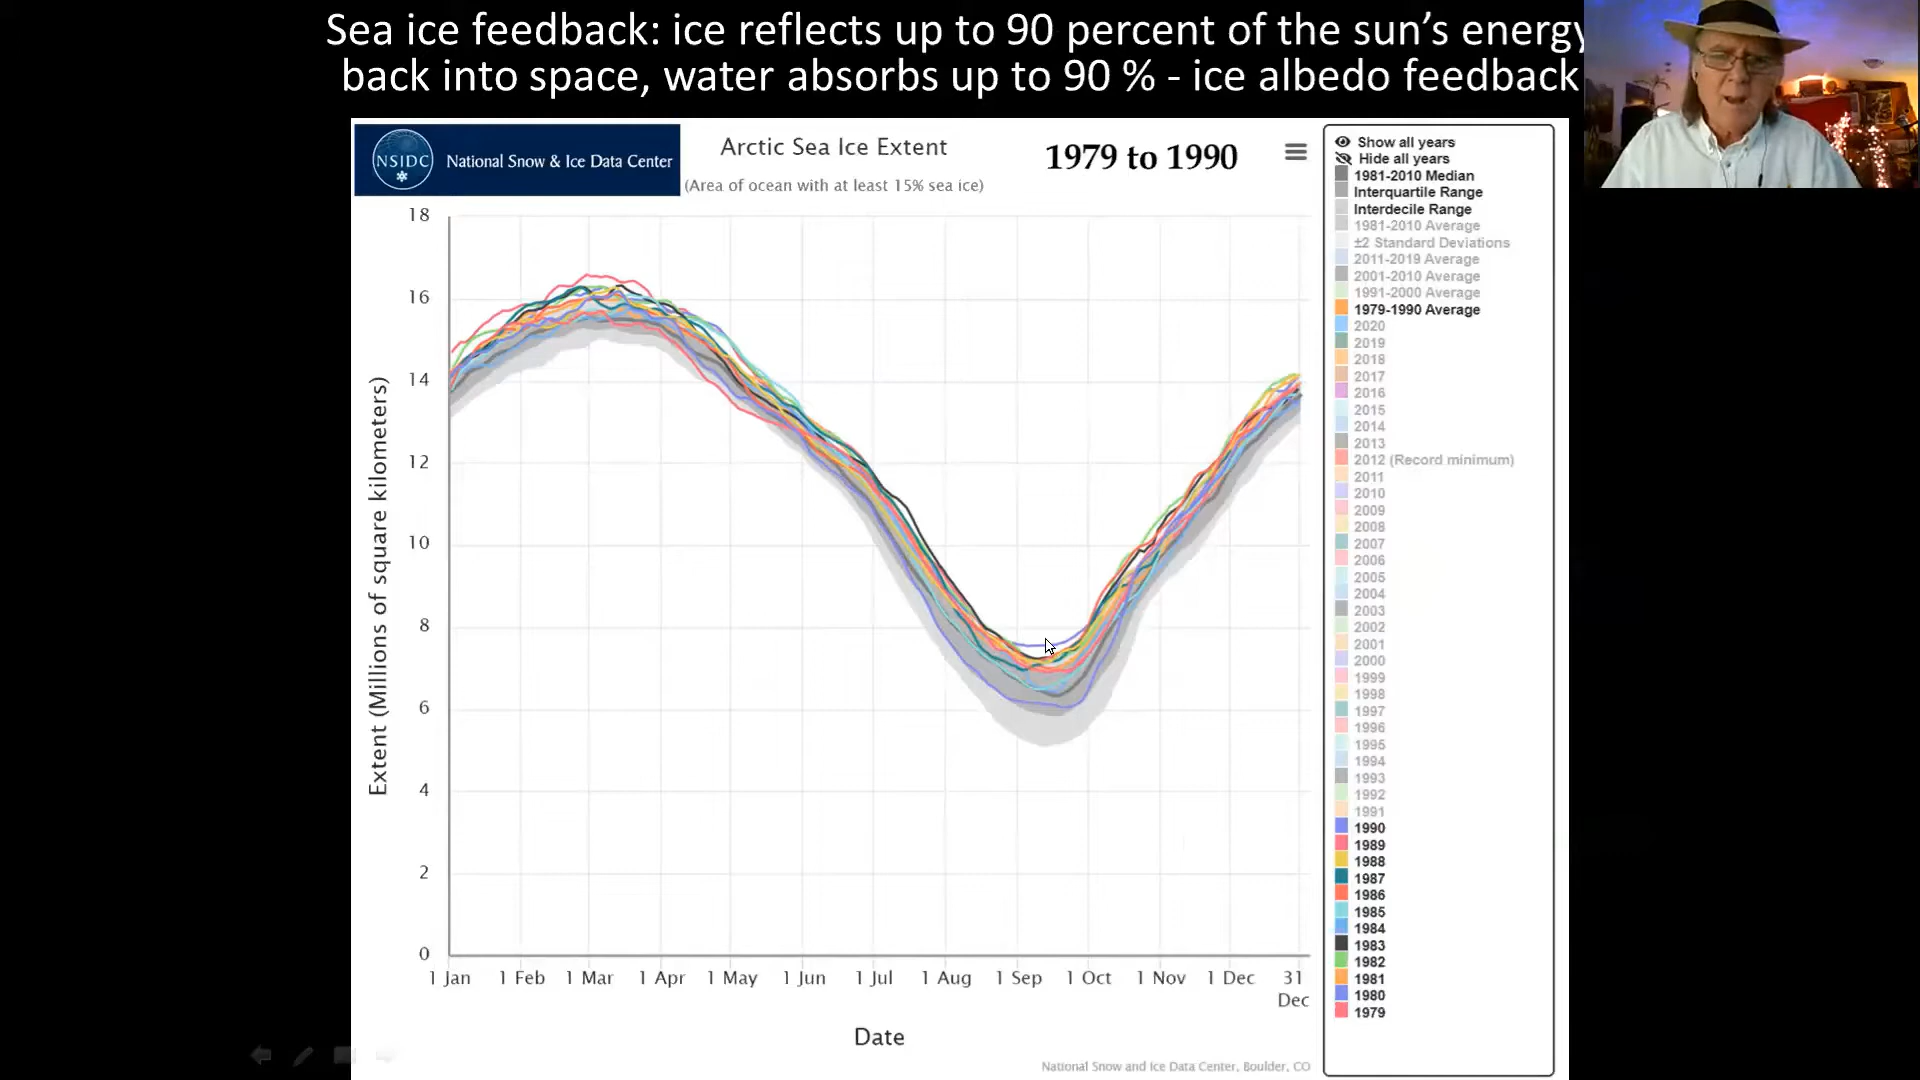 Sea ice feedback: ice reflects up to 90 percent of the sun's energy
back into space, water absorbs up to 90 % - ice albedo feedback
NSIDC
National Snow & Ice Data Center
Arctic Sea Ice Extent
(Area of ocean with at least 15% sea ice)
1979 to 1990
Extent (Millions of square kilometers)
18
16
14
12
10
8
6
4
2
0
1 Jan
1 Feb
1 Mar
1 Apr
1 May
1 Jun
1 Jul
1 Aug
1 Sep
1 Oct
1 Nov
1 Dec
31
Dec
Date
National Snow and Ice Data Center, Boulder, CO
Show all years
Hide all years
1981-2010 Median
Interquartile Range
Interdecile Range
1981-2010 Average
±2 Standard Deviations
2011-2019 Average
2001-2010 Average
1991-2000 Average
1979-1990 Average
2020
2019
2018
2017
2016
2015
2014
2013
2012 (Record minimum)
2011
2010
2009
2008
2007
2006
2005
2004
2003
2002
2001
2000
1999
1998
1997
1996
1995
1994
1993
1992
1991
1990
1989
1988
1987
1986
1985
1984
1983
1982
1981
1980
1979